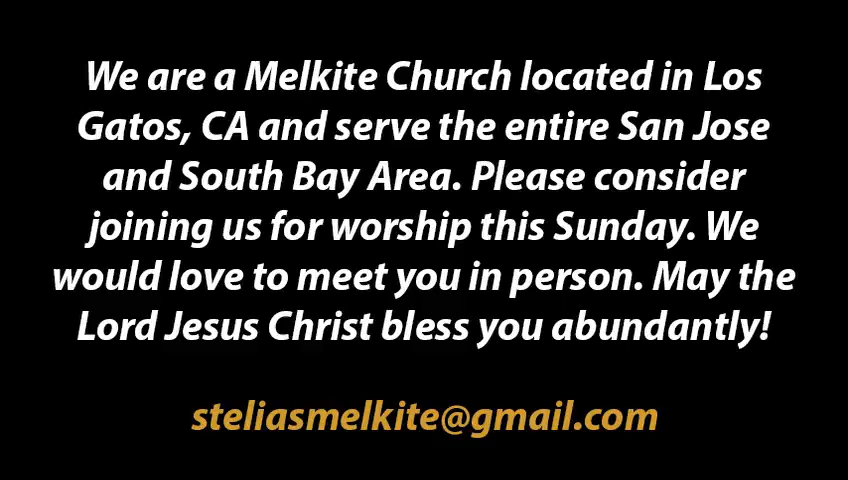 We are a Melkite Church located in Los
Gatos, CA and serve the entire San Jose
and South Bay Area. Please consider
joining us for worship this Sunday. We
would love to meet you in person. May the
Lord Jesus Christ bless you abundantly!
steliasmelkite@gmail.com